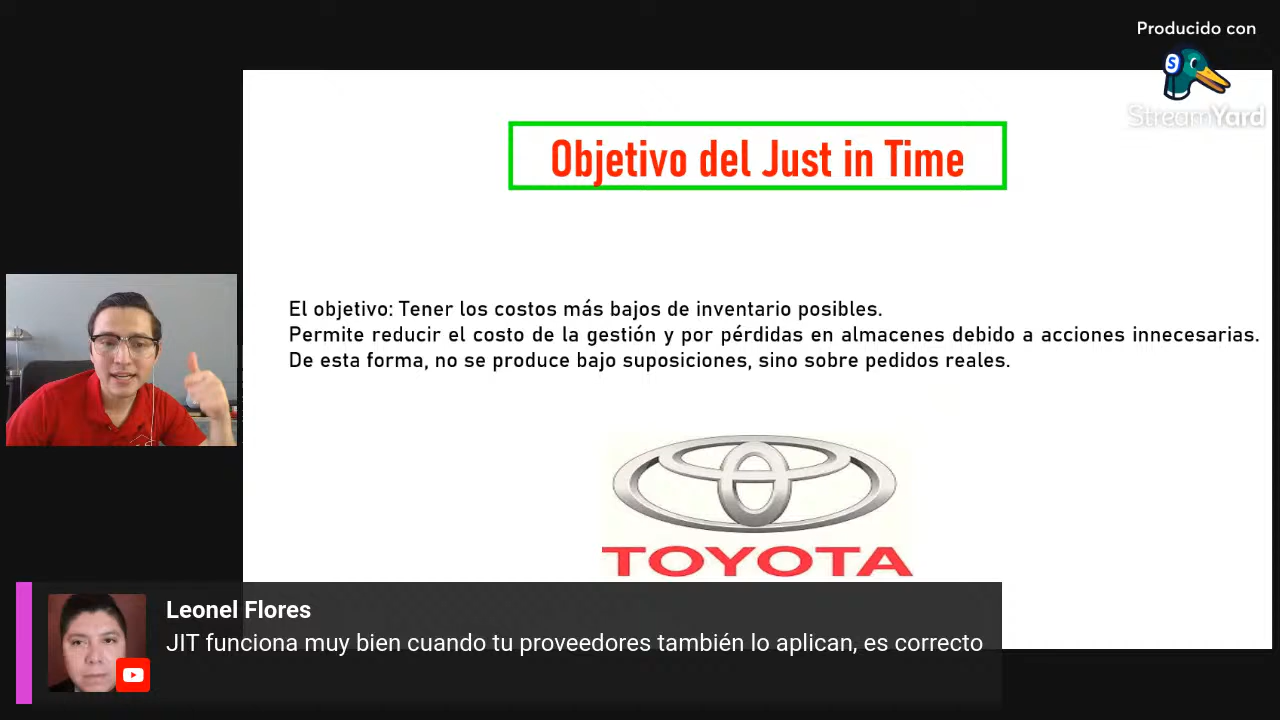 Producido con
StreamYard
Objetivo del Just in Time
El objetivo: Tener los costos más bajos de inventario posibles.
Permite reducir el costo de la gestión y por pérdidas en almacenes debido a acciones innecesarias.
De esta forma, no se produce bajo suposiciones, sino sobre pedidos reales.
TOYOTA
Leonel Flores
JIT funciona muy bien cuando tu proveedores también lo aplican, es correcto